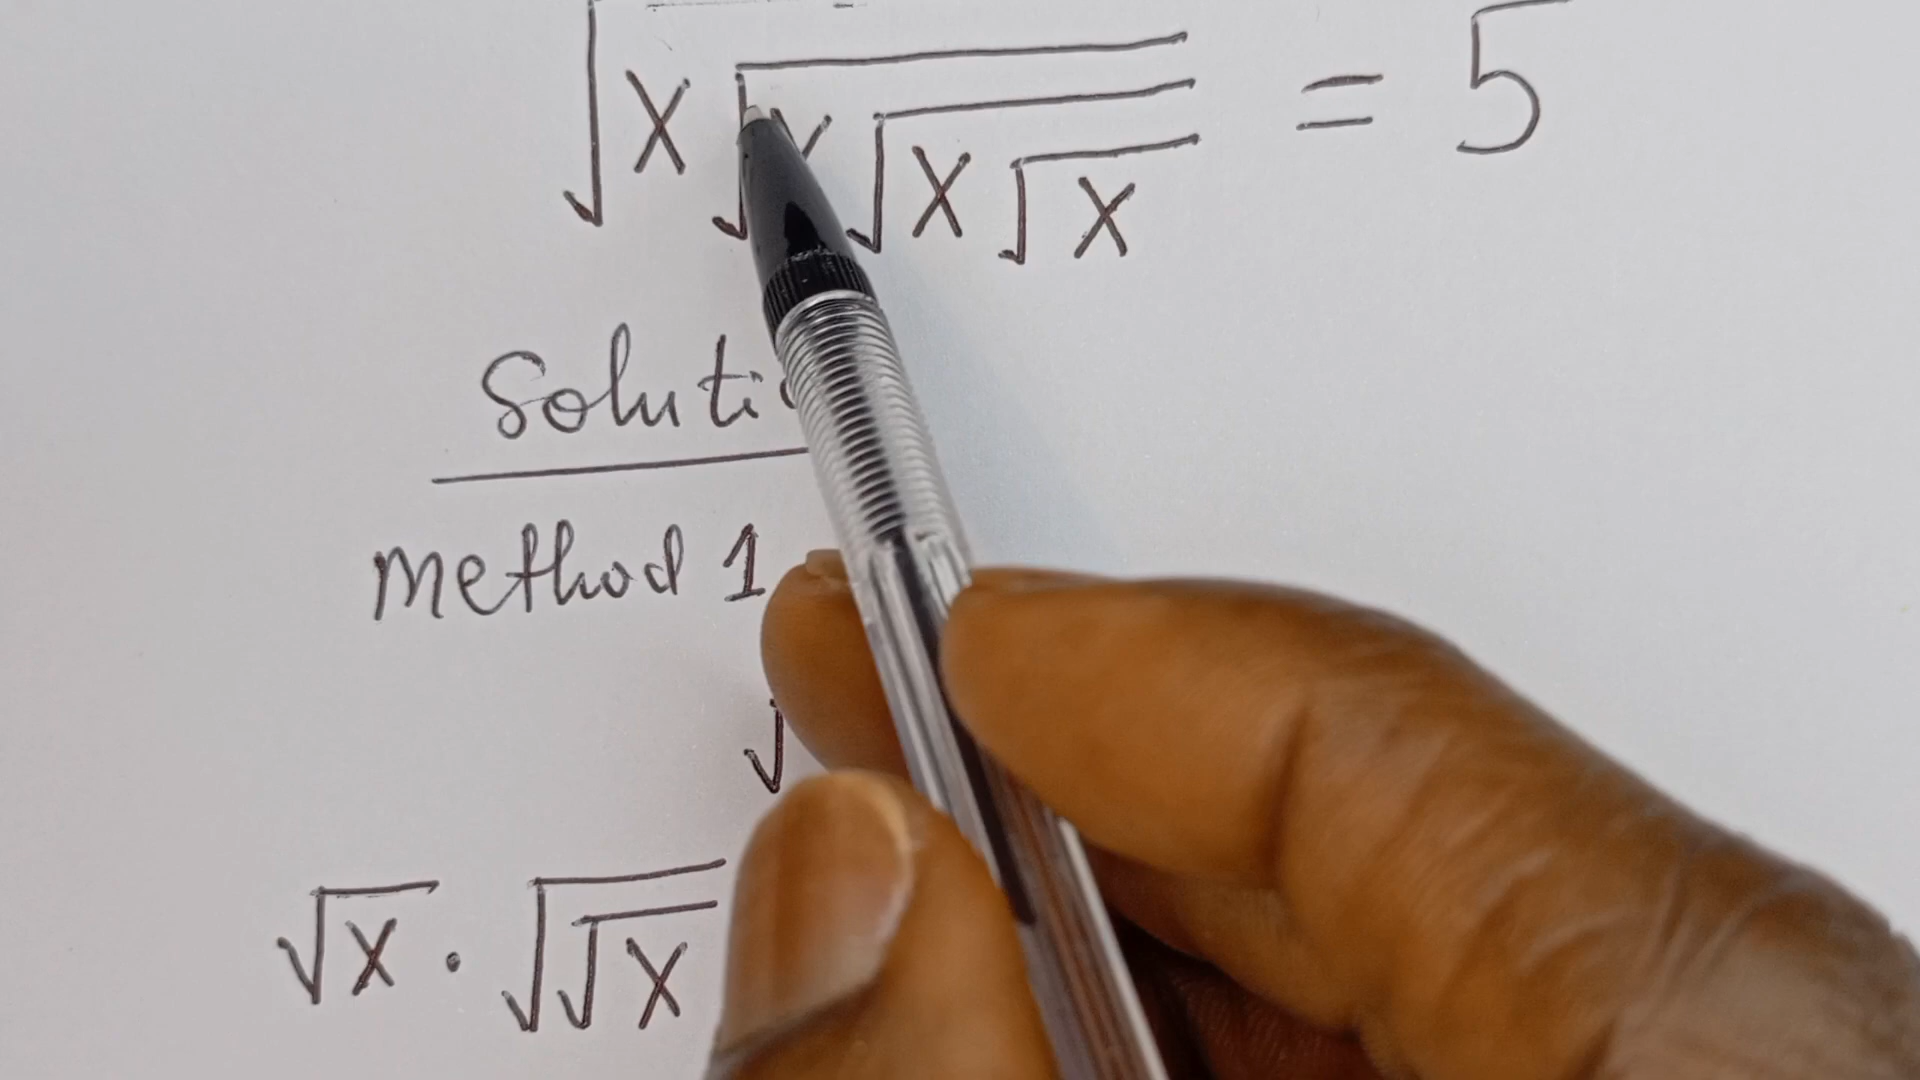 √x√x√x√x = 5
Soluti
Method 1
√
√x · √√x